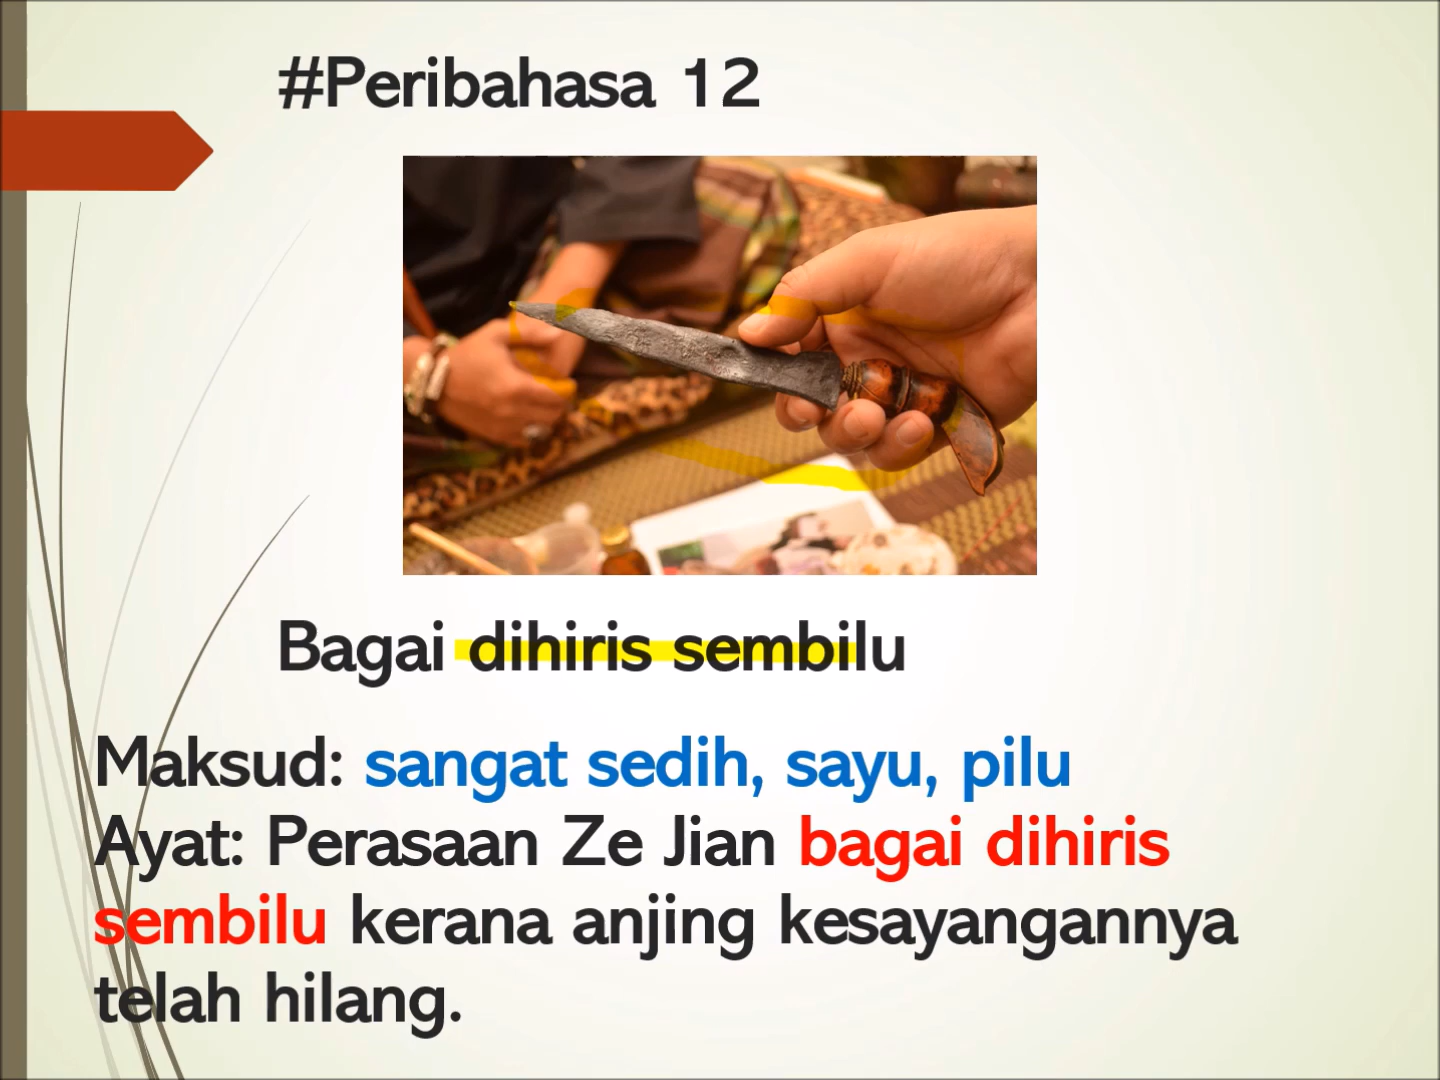 #Peribahasa 12
Bagai dihiris sembilu
Maksud: sangat sedih, sayu, pilu
Ayat: Perasaan Ze Jian bagai dihiris
sembilu kerana anjing kesayangannya
telah hilang.